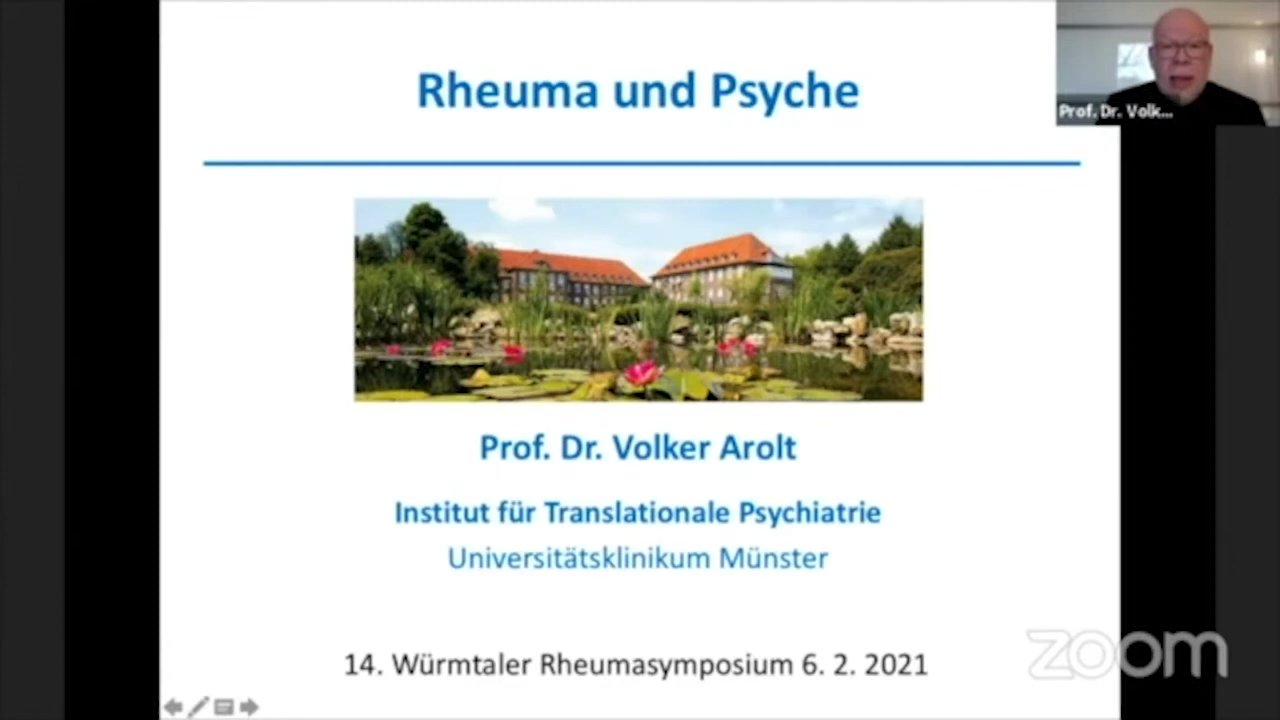 Rheuma und Psyche
Prof. Dr. Volk...
Prof. Dr. Volker Arolt
Institut für Translationale Psychiatrie
Universitätsklinikum Münster
14. Würmtaler Rheumasymposium 6. 2. 2021
zoom